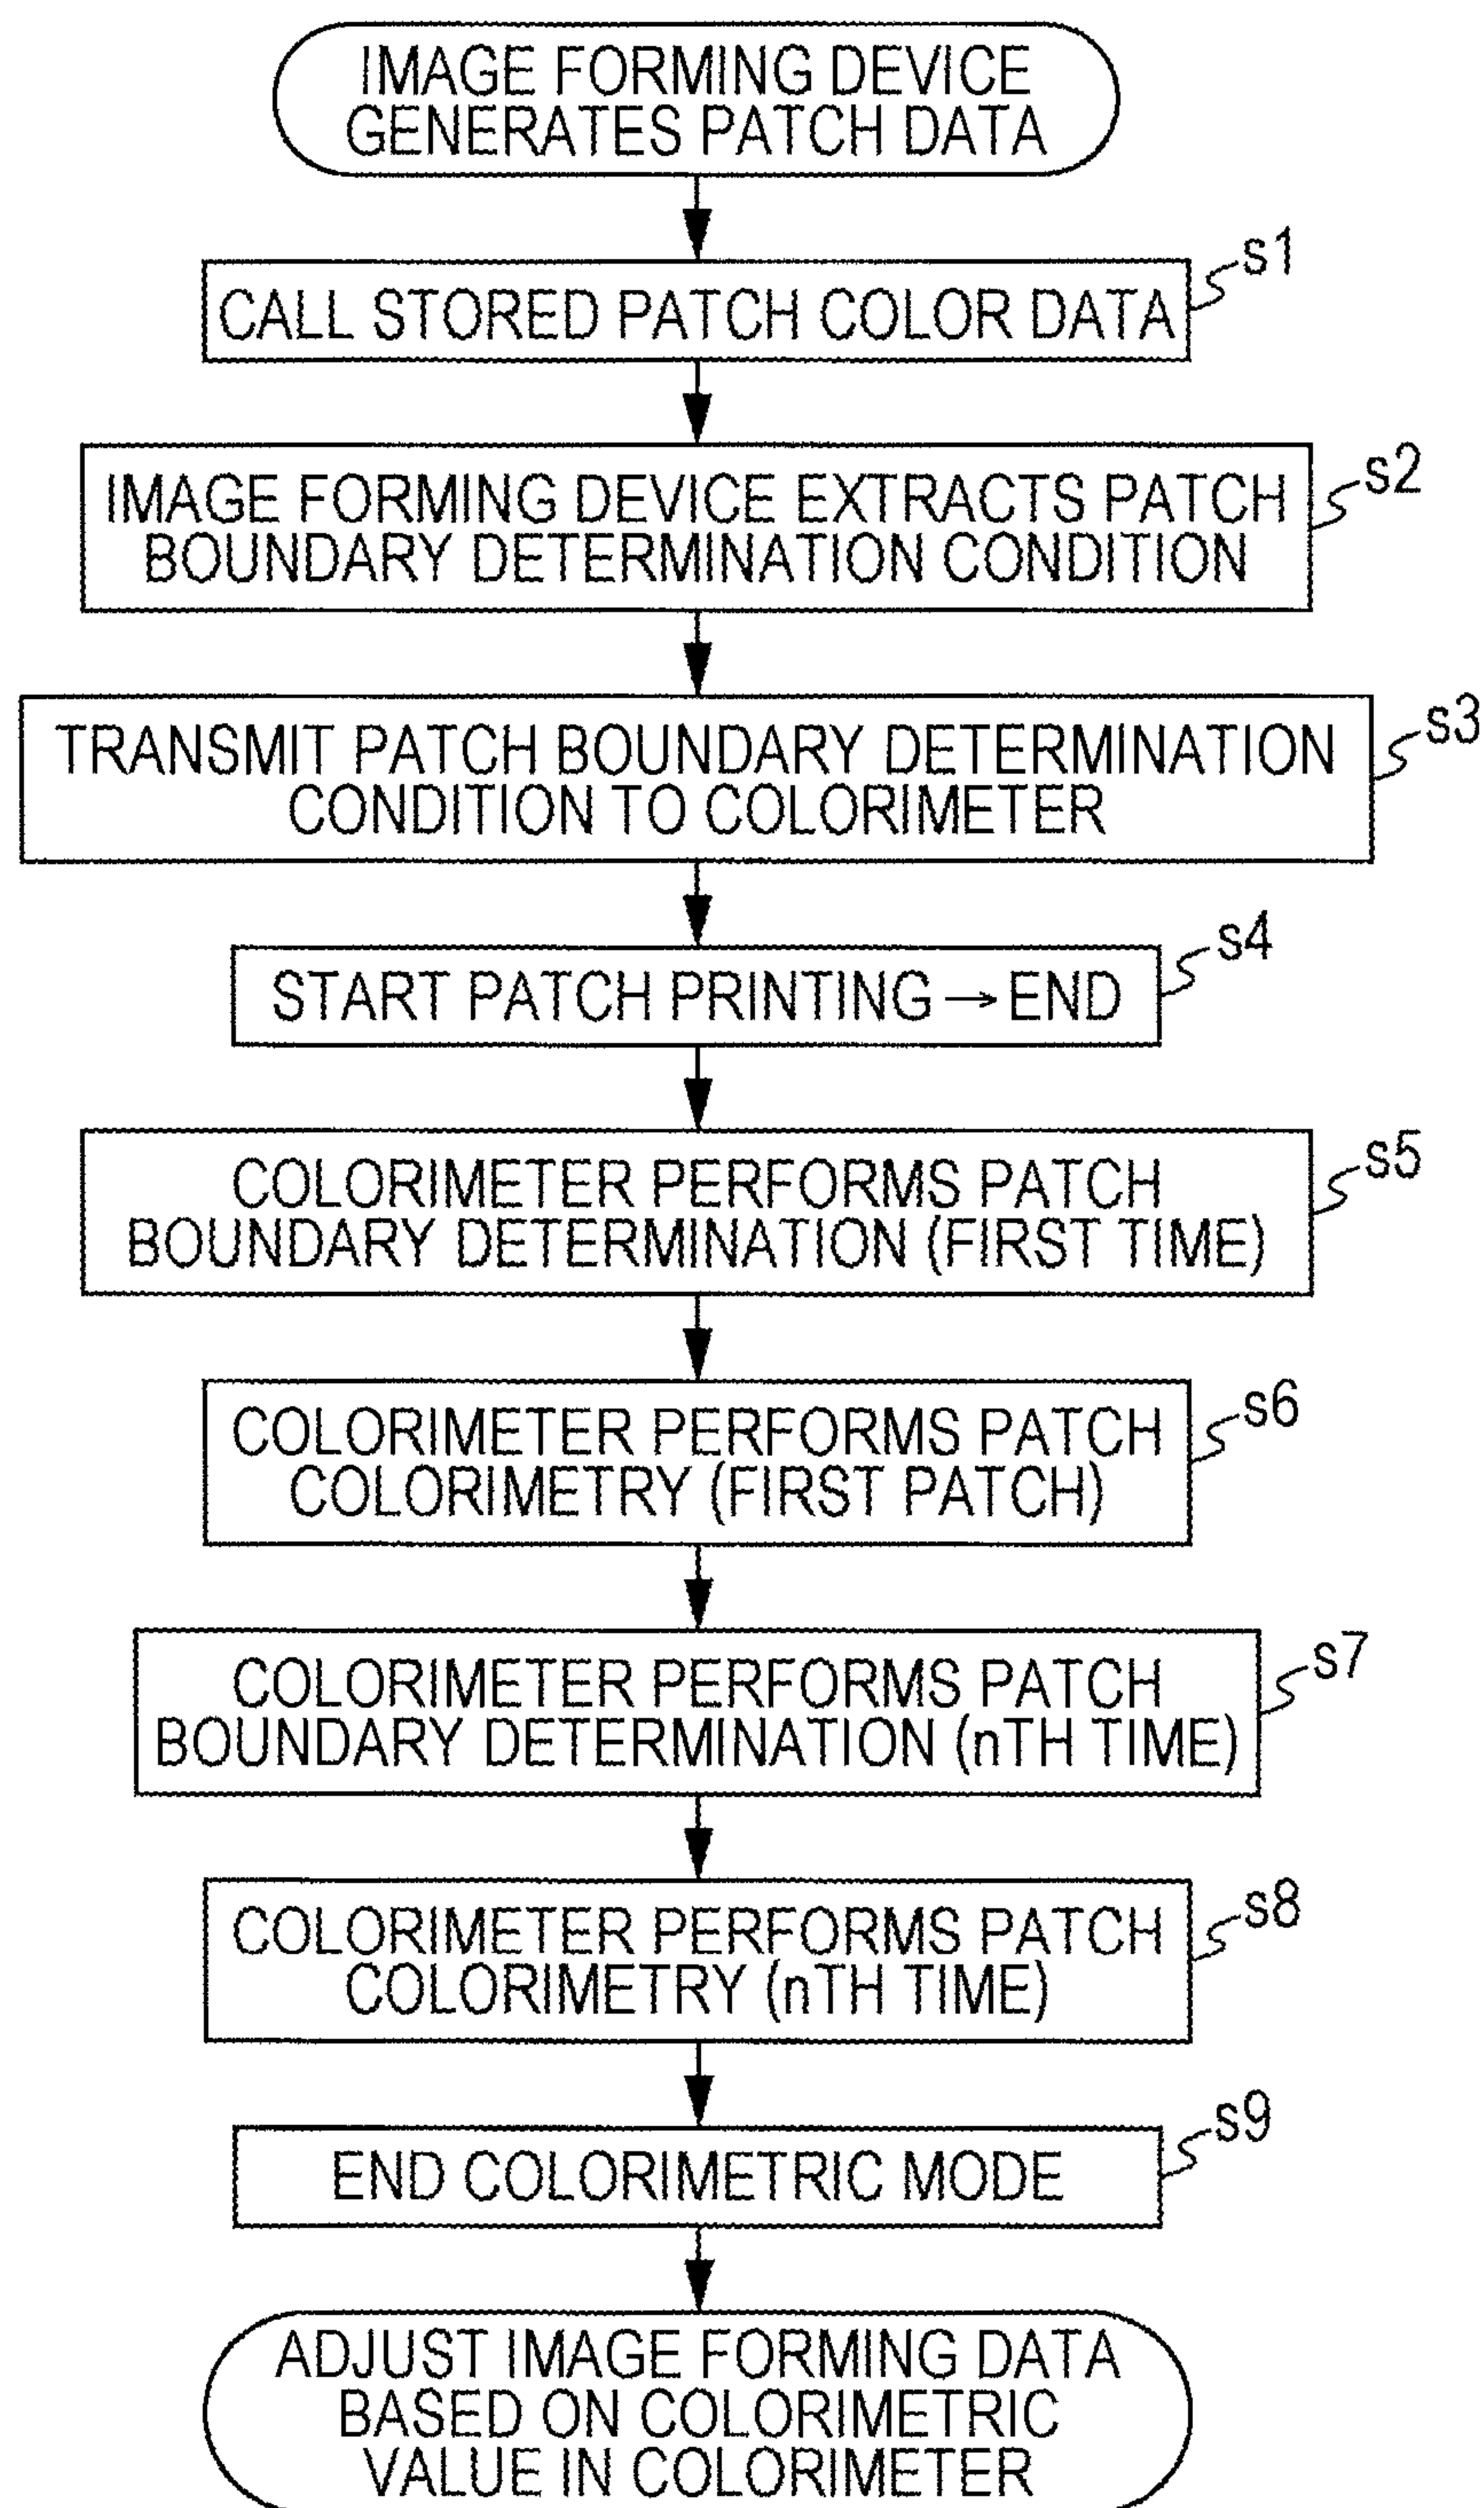 IMAGE FORMING DEVICE
GENERATES PATCH DATA
s1
CALL STORED PATCH COLOR DATA
s2
IMAGE FORMING DEVICE EXTRACTS PATCH
BOUNDARY DETERMINATION CONDITION
s3
TRANSMIT PATCH BOUNDARY DETERMINATION
CONDITION TO COLORIMETER
s4
START PATCH PRINTING → END
s5
COLORIMETER PERFORMS PATCH
BOUNDARY DETERMINATION (FIRST TIME)
s6
COLORIMETER PERFORMS PATCH
COLORIMETRY (FIRST PATCH)
s7
COLORIMETER PERFORMS PATCH
BOUNDARY DETERMINATION (nTH TIME)
s8
COLORIMETER PERFORMS PATCH
COLORIMETRY (nTH TIME)
s9
END COLORIMETRIC MODE
ADJUST IMAGE FORMING DATA
BASED ON COLORIMETRIC
VALUE IN COLORIMETER